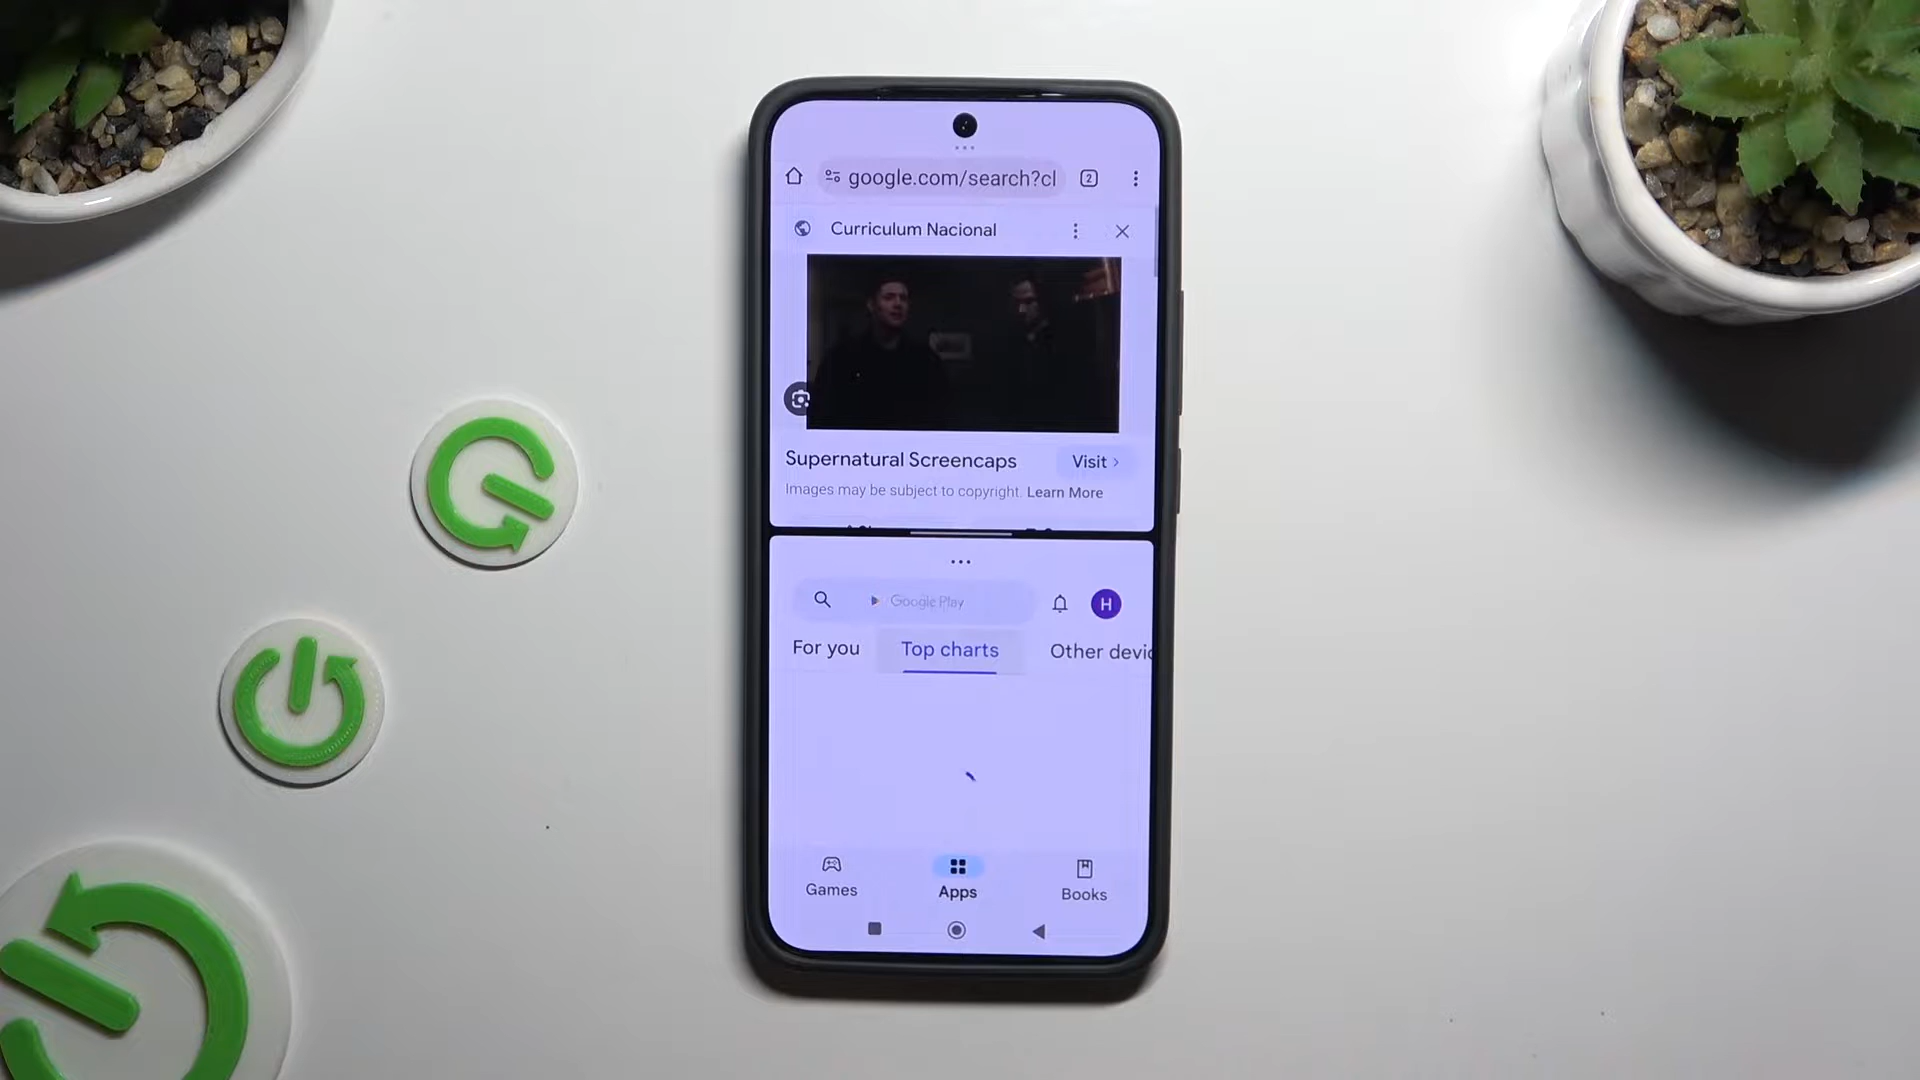 google.com/search?cl
2
Curriculum Nacional
Supernatural Screencaps
Visit
Images may be subject to copyright. Learn More
Google Play
H
For you
Top charts
Other devic
Games
Apps
Books